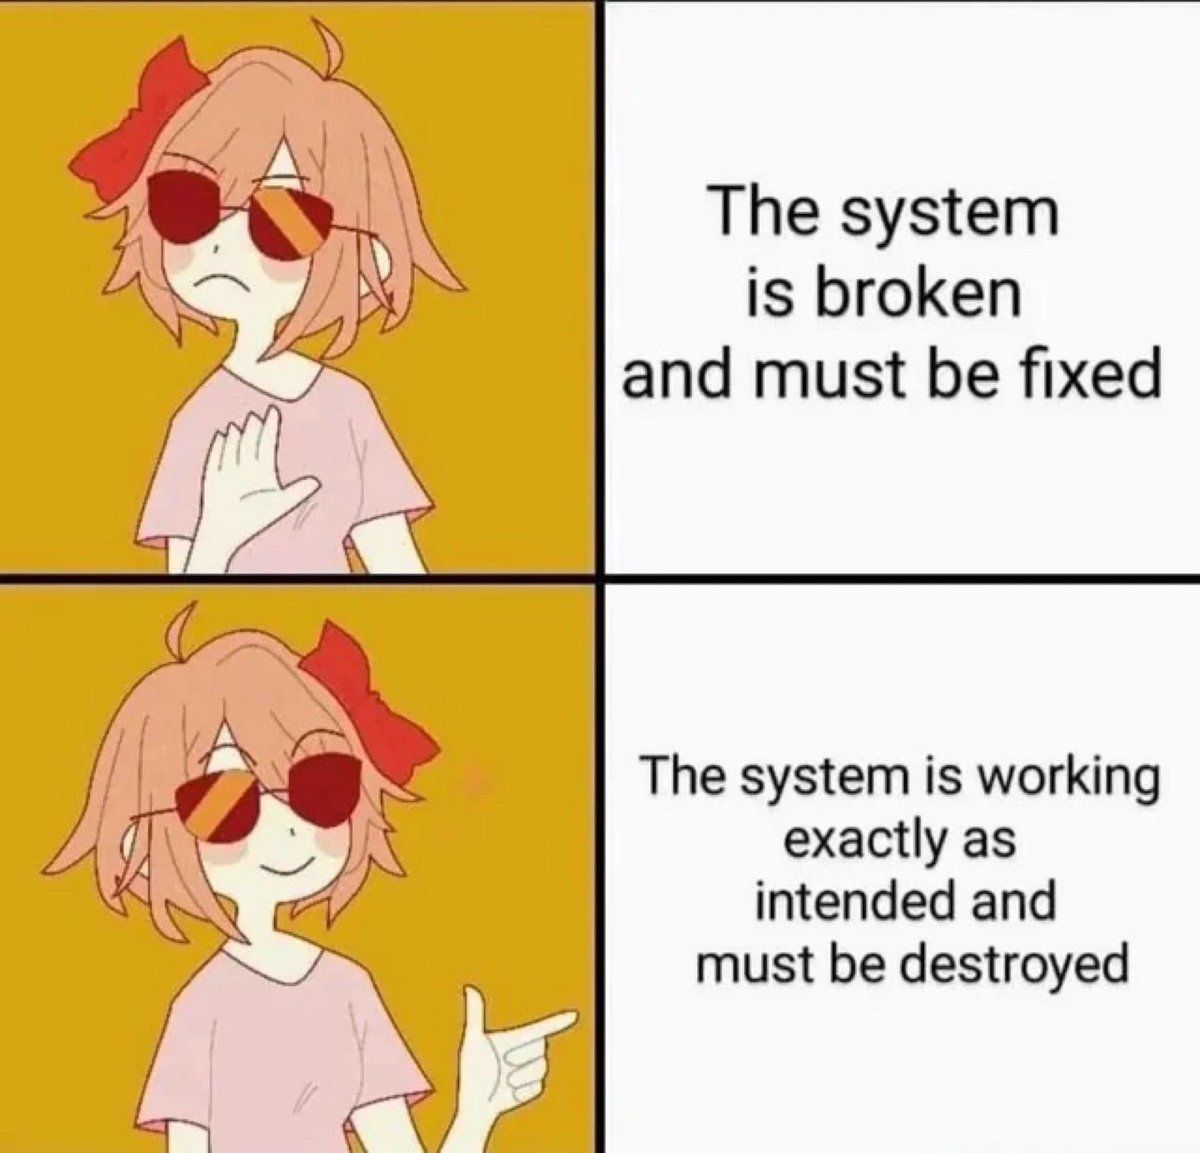 The system
is broken
and must be fixed
The system is working
exactly as
intended and
must be destroyed